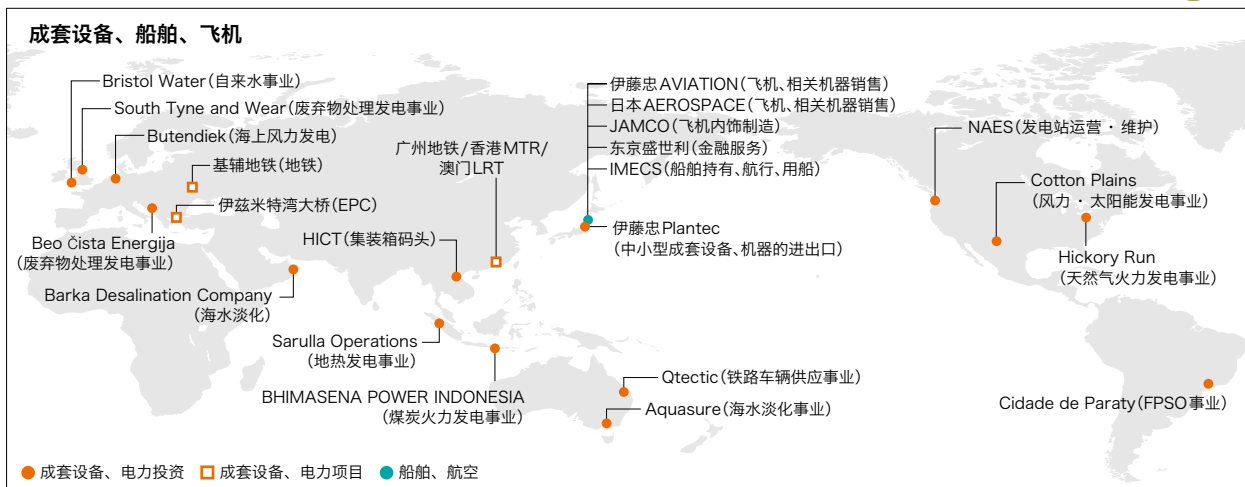 成套设备、船舶、飞机
Bristol Water(自来水事业)
South Tyne and Wear(废弃物处理发电事业)
Butendiek(海上风力发电)
基辅地铁(地铁)
伊兹米特湾大桥(EPC)
Beo čista Energija
(废弃物处理发电事业)
Barka Desalination Company
(海水淡化)
广州地铁/香港MTR/
澳门LRT
HICT(集装箱码头)
Sarulla Operations
(地热发电事业)
BHIMASENA POWER INDONESIA
(煤炭火力发电事业)
伊藤忠AVIATION(飞机、相关机器销售)
日本AEROSPACE(飞机、相关机器销售)
JAMCO(飞机内饰制造)
东京盛世利(金融服务)
IMECS(船舶持有、航行、用船)
伊藤忠Plantec
(中小型成套设备、机器的进出口)
Qtectic(铁路车辆供应事业)
Aquasure(海水淡化事业)
NAES(发电站运营・维护)
Cotton Plains
(风力・太阳能发电事业)
Hickory Run
(天然气火力发电事业)
Cidade de Paraty(FPSO事业)
成套设备、电力投资
成套设备、电力项目
船舶、航空